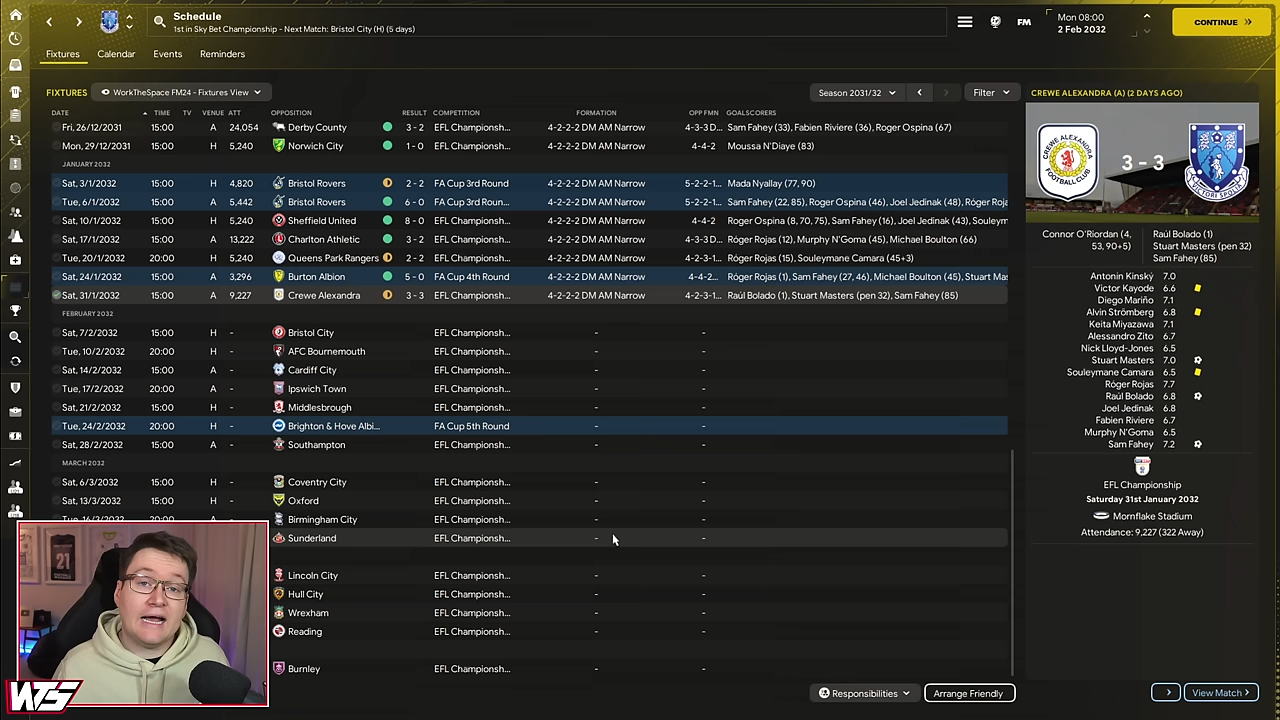 Schedule
1st in Sky Bet Championship - Next Match: Bristol City (H) (5 days)
FM
Mon 08:00
2 Feb 2032
CONTINUE
Fixtures Calendar Events Reminders
FIXTURES WorkTheSpace FM24 - Fixtures View Season 2031/32 Filter
DATE TIME TV VENUE ATT OPPOSITION RESULT COMPETITION FORMATION OPP FMN GOALSCORERS
Fri, 26/12/2031 15:00 A 24,054 Derby County 3 - 2 EFL Championsh... 4-2-2-2 DM AM Narrow 4-3-3 D... Sam Fahey (33), Fabien Riviere (36), Roger Ospina (67)
Mon, 29/12/2031 15:00 H 5,240 Norwich City 1 - 0 EFL Championsh... 4-2-2-2 DM AM Narrow 4-4-2 Moussa N'Diaye (83)
JANUARY 2032
Sat, 3/1/2032 15:00 H 4,820 Bristol Rovers 2 - 2 FA Cup 3rd Round 4-2-2-2 DM AM Narrow 5-2-2-1... Mada Nyallay (77, 90)
Tue, 6/1/2032 15:00 A 5,442 Bristol Rovers 6 - 0 FA Cup 3rd Roun... 4-2-2-2 DM AM Narrow 5-2-2-1... Sam Fahey (22, 85), Roger Ospina (46), Joel Jedinak (48), Róger Roja
Sat, 10/1/2032 15:00 H 5,240 Sheffield United 8 - 0 EFL Championsh... 4-2-2-2 DM AM Narrow 4-4-2 Roger Ospina (8, 70, 75), Sam Fahey (16), Joel Jedinak (43), Souleym
Sat, 17/1/2032 15:00 A 13,222 Charlton Athletic 3 - 2 EFL Championsh... 4-2-2-2 DM AM Narrow 4-3-3 D... Róger Rojas (12), Murphy N'Goma (45), Michael Boulton (66)
Tue, 20/1/2032 20:00 H 5,240 Queens Park Rangers 2 - 2 EFL Championsh... 4-2-2-2 DM AM Narrow Róger Rojas (1), Souleymane Camara (45+3)
Sat, 24/1/2032 15:00 A 3,296 Burton Albion 5 - 0 FA Cup 4th Round 4-2-2-2 DM AM Narrow 4-4-2... Róger Rojas (1), Sam Fahey (27, 46), Michael Boulton (45), Stuart Mas
Sat, 31/1/2032 15:00 A 9,227 Crewe Alexandra 3 - 3 EFL Championsh... 4-2-2-2 DM AM Narrow 4-2-3-1... Raúl Bolado (1), Stuart Masters (pen 32), Sam Fahey (85)
FEBRUARY 2032
Sat, 7/2/2032 15:00 H - Bristol City EFL Championsh... - -
Tue, 10/2/2032 20:00 H - AFC Bournemouth EFL Championsh... - -
Sat, 14/2/2032 15:00 A - Cardiff City EFL Championsh... - -
Tue, 17/2/2032 20:00 A - Ipswich Town EFL Championsh... - -
Sat, 21/2/2032 15:00 H - Middlesbrough EFL Championsh... - -
Tue, 24/2/2032 20:00 H - Brighton & Hove Albi... FA Cup 5th Round - -
Sat, 28/2/2032 15:00 A - Southampton EFL Championsh... - -
MARCH 2032
Sat, 6/3/2032 15:00 H - Coventry City EFL Championsh... - -
Sat, 13/3/2032 15:00 H - Oxford EFL Championsh... - -
Tue, 16/3/2032 20:00 A - Birmingham City EFL Championsh... - -
Sunderland EFL Championsh... - -
Lincoln City EFL Championsh... - -
Hull City EFL Championsh... - -
Wrexham EFL Championsh... - -
Reading EFL Championsh... - -
Burnley EFL Championsh... - -
Responsibilities Arrange Friendly
CREWE ALEXANDRA (A) (2 DAYS AGO)
3 - 3
Connor O'Riordan (4,
53, 90+5)
Raúl Bolado (1)
Stuart Masters (pen 32)
Sam Fahey (85)
Antonín Kinský 7.0
Victor Kayode 6.6
Diego Mariño 7.1
Alvin Strömberg 6.8
Keita Miyazawa 7.1
Alessandro Zito 6.7
Nick Lloyd-Jones 6.5
Stuart Masters 7.0
Souleymane Camara 6.5
Róger Rojas 7.7
Raúl Bolado 6.8
Joel Jedinak 6.8
Fabien Riviere 6.7
Murphy N'Goma 6.5
Sam Fahey 7.2
EFL Championship
Saturday 31st January 2032
Mornflake Stadium
Attendance: 9,227 (322 Away)
View Match
21
WTS